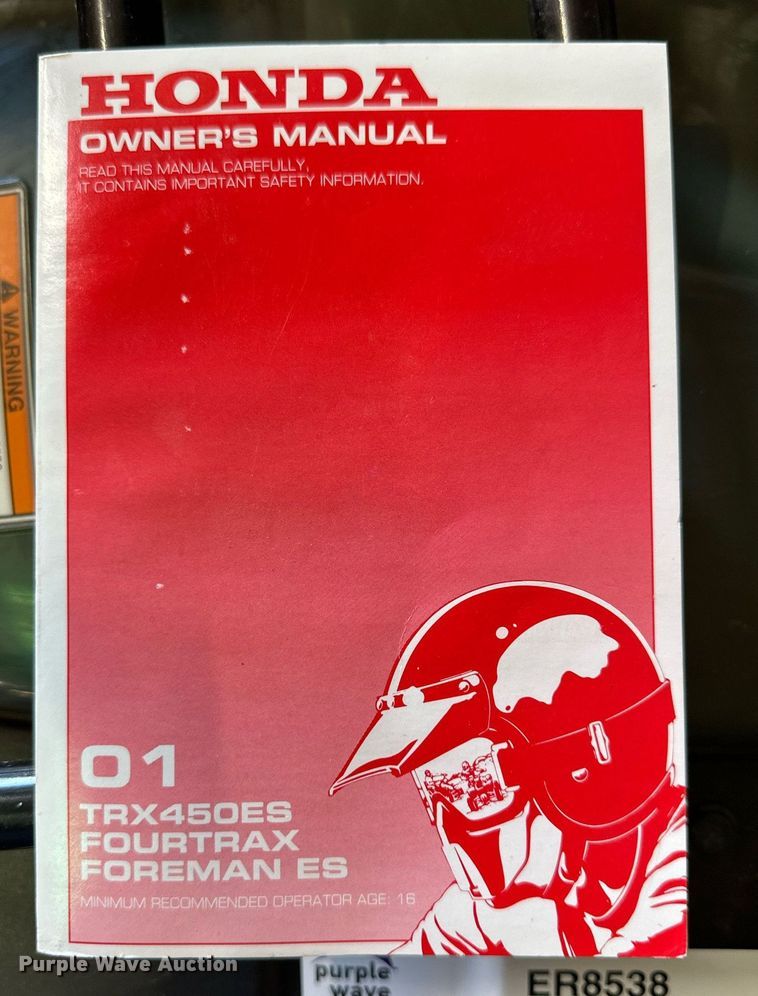 HONDA
OWNER'S MANUAL
READ THIS MANUAL CAREFULLY,
IT CONTAINS IMPORTANT SAFETY INFORMATION.
WARNING
01
TRX450ES
FOURTRAX
FOREMAN ES
MINIMUM RECOMMENDED OPERATOR AGE: 16
Purple Wave Auction
purple
wave
ER8538